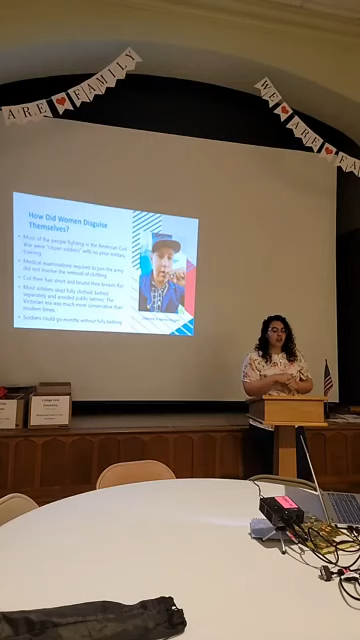 ARE ♥ FAMILY
WE ♥ ARE ♥ FA
How Did Women Disguise
Themselves?
• Most of the people fighting in the American Civil
War were "citizen soldiers" with no prior military
training.
• Medical examinations required to join the army
did not involve the removal of clothing
• Cut their hair short and bound their breasts flat
• Most soldiers slept fully clothed, bathed
separately and avoided public latrines. The
Victorian era was much more conservative than
modern times.
• Soldiers could go months without fully bathing